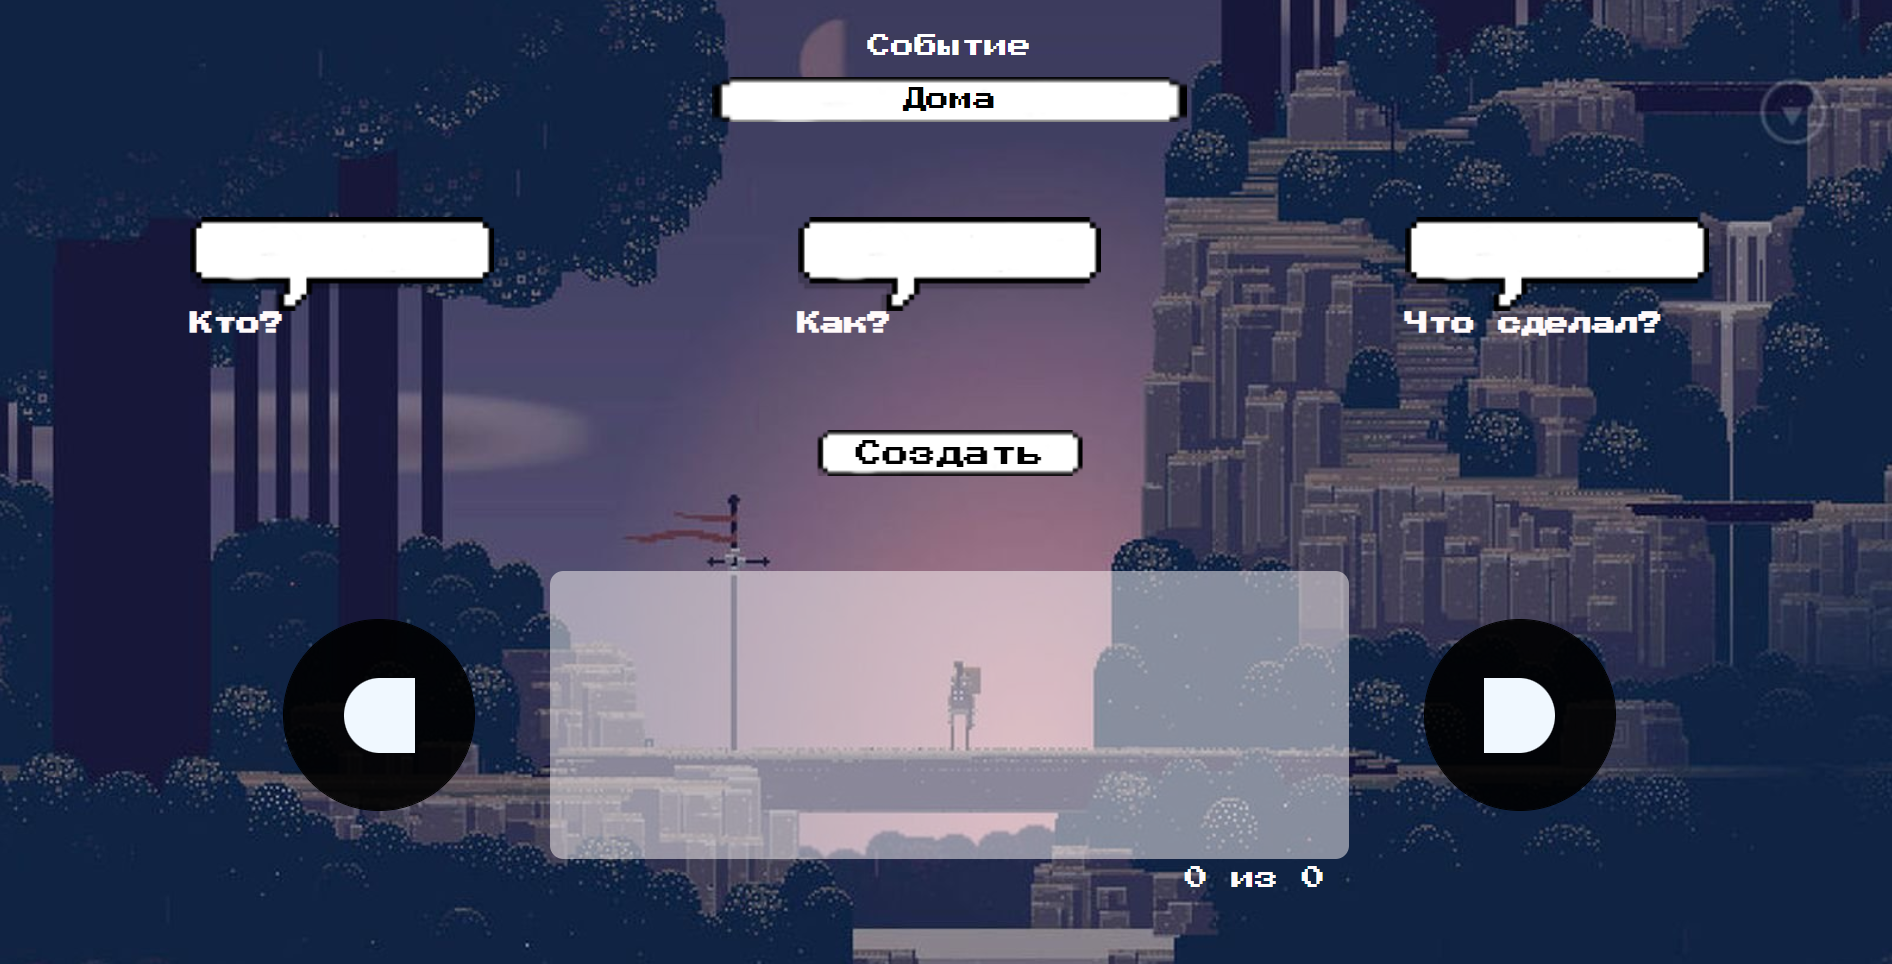 Событие
Дома
Кто?
Как?
Что сделал?
Создать
0 из 0